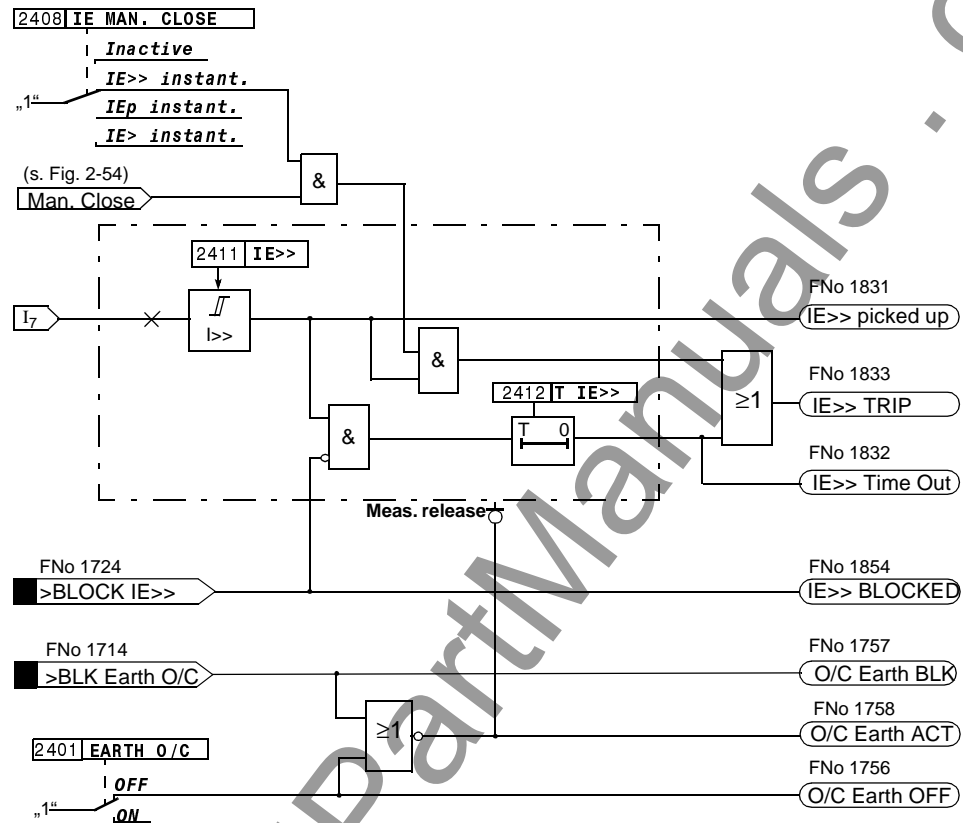 2408 IE MAN. CLOSE
Inactive
IE>> instant.
„1“
IEp instant.
IE> instant.
(s. Fig. 2-54)
Man. Close
&
2411 IE>>
FNo 1831
I7
I>>
IE>> picked up
&
2412 T IE>>
FNo 1833
≥1
IE>> TRIP
&
T 0
FNo 1832
IE>> Time Out
Meas. release
FNo 1724
FNo 1854
>BLOCK IE>>
IE>> BLOCKED
FNo 1714
FNo 1757
>BLK Earth O/C
O/C Earth BLK
FNo 1758
≥1
O/C Earth ACT
2401 EARTH O/C
FNo 1756
OFF
O/C Earth OFF
„1“
ON
PartManuals.